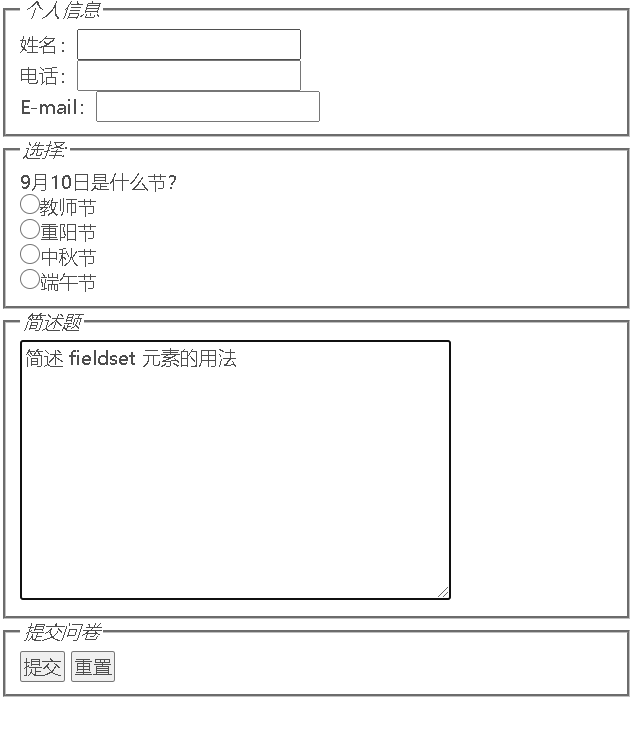 个人信息
姓名：
电话：
E-mail：
选择:
9月10日是什么节?
教师节
重阳节
中秋节
端午节
简述题
简述 fieldset 元素的用法
提交问卷
提交 重置